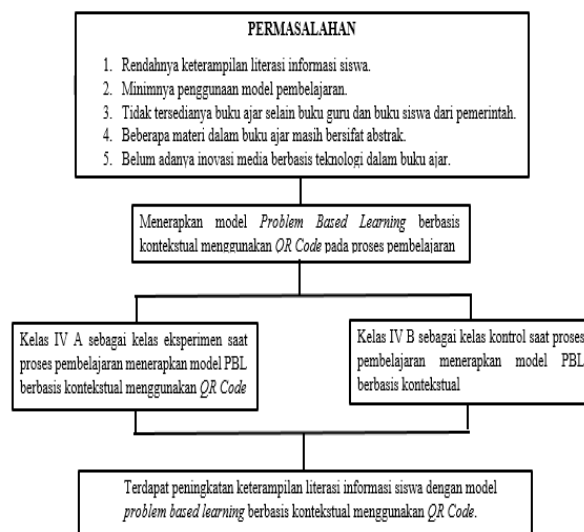 PERMASALAHAN
1. Rendahnya keterampilan literasi informasi siswa.
2. Minimnya penggunaan model pembelajaran.
3. Tidak tersedianya buku ajar selain buku guru dan buku siswa dari pemerintah.
4. Beberapa materi dalam buku ajar masih bersifat abstrak.
5. Belum adanya inovasi media berbasis teknologi dalam buku ajar.
Menerapkan model Problem Based Learning berbasis
kontekstual menggunakan QR Code pada proses pembelajaran
Kelas IV A sebagai kelas eksperimen saat
proses pembelajaran menerapkan model PBL
berbasis kontekstual menggunakan QR Code
Kelas IV B sebagai kelas kontrol saat proses
pembelajaran menerapkan model PBL
berbasis kontekstual
Terdapat peningkatan keterampilan literasi informasi siswa dengan model
problem based learning berbasis kontekstual menggunakan QR Code.